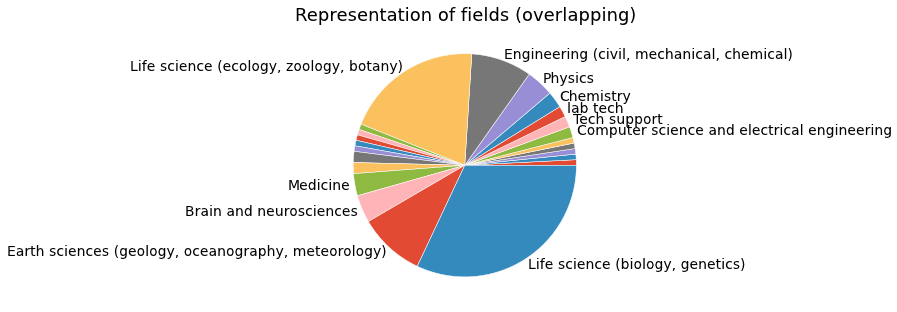 Representation of fields (overlapping)
Engineering (civil, mechanical, chemical)
Life science (ecology, zoology, botany)
Physics
Chemistry
lab tech
Tech support
Computer science and electrical engineering
Medicine
Brain and neurosciences
Earth sciences (geology, oceanography, meteorology)
Life science (biology, genetics)